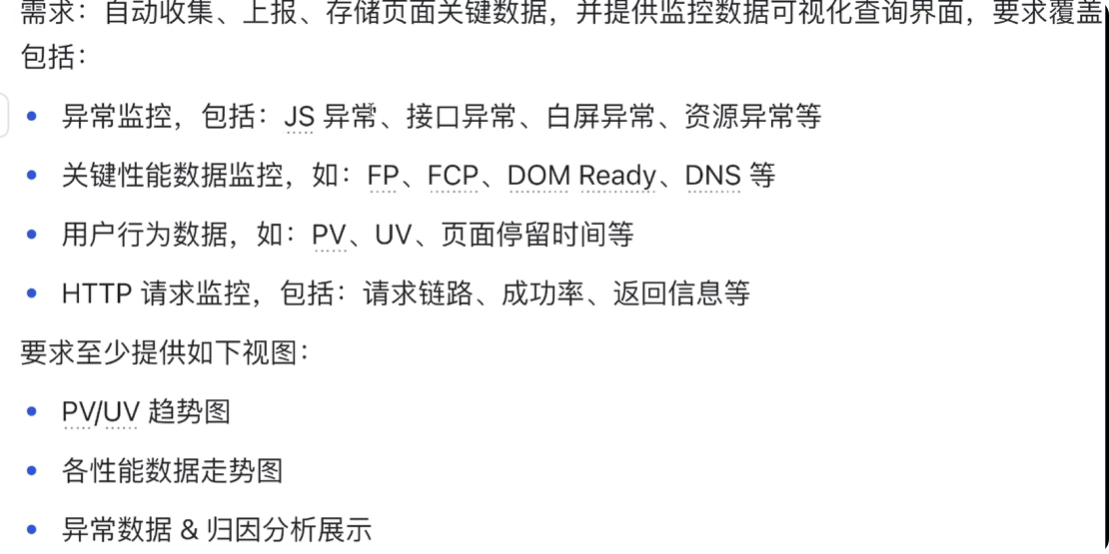 需求：自动收集、上报、存储页面关键数据，并提供监控数据可视化查询界面，要求覆盖
包括：
• 异常监控，包括：JS 异常、接口异常、白屏异常、资源异常等
• 关键性能数据监控，如：FP、FCP、DOM Ready、DNS 等
• 用户行为数据，如：PV、UV、页面停留时间等
• HTTP 请求监控，包括：请求链路、成功率、返回信息等
要求至少提供如下视图：
• PV/UV 趋势图
• 各性能数据走势图
• 异常数据 & 归因分析展示